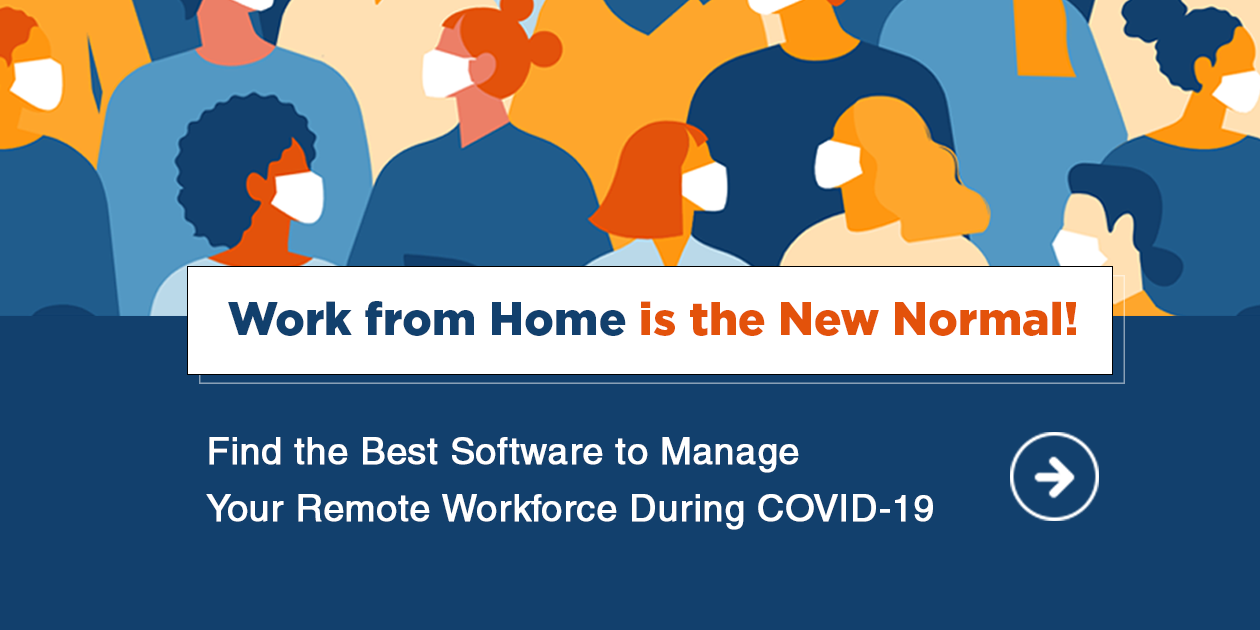 Work from Home is the New Normal!
Find the Best Software to Manage
Your Remote Workforce During COVID-19